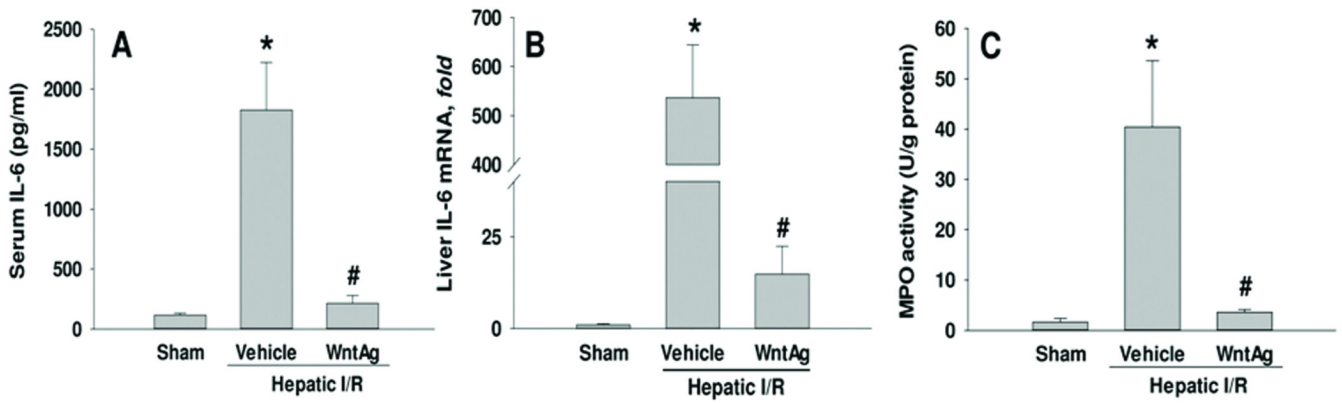 A
Serum IL-6 (pg/ml)
2500
2000
1500
1000
500
0
*
#
Sham Vehicle WntAg
Hepatic I/R
B
Liver IL-6 mRNA, fold
700
600
500
400
25
0
*
#
Sham Vehicle WntAg
Hepatic I/R
C
MPO activity (U/g protein)
60
50
40
30
20
10
0
*
#
Sham Vehicle WntAg
Hepatic I/R